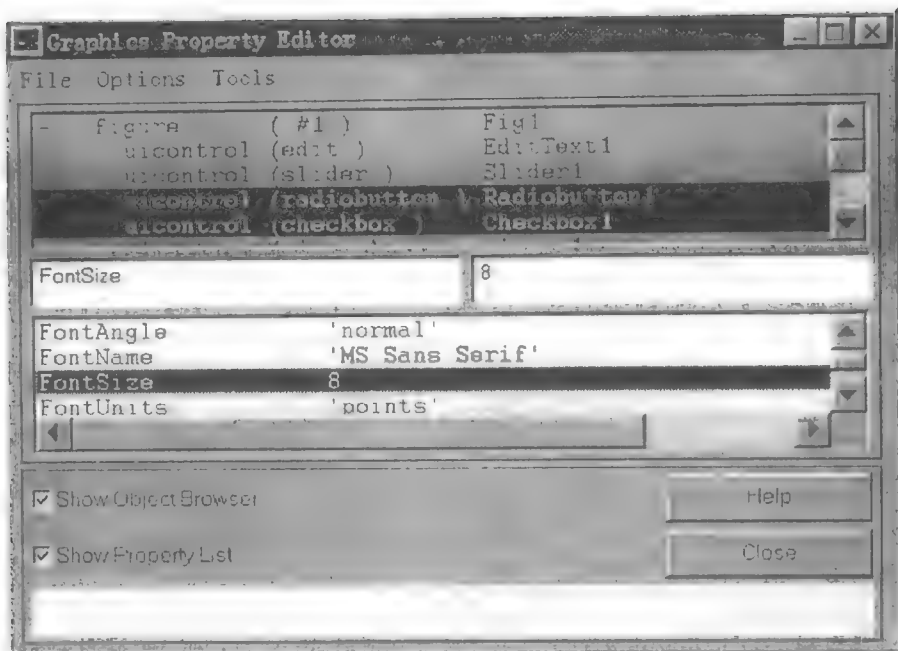 Graphics Property Editor
File Options Tools
- figure ( #1 ) Fig1
uicontrol (edit ) EditText1
uicontrol (slider ) Slider1
uicontrol (radiobutton ) Radiobutton1
uicontrol (checkbox ) Checkbox1
FontSize 8
FontAngle 'normal'
FontName 'MS Sans Serif'
FontSize 8
FontUnits 'points'
Show Object Browser
Help
Show Property List
Close